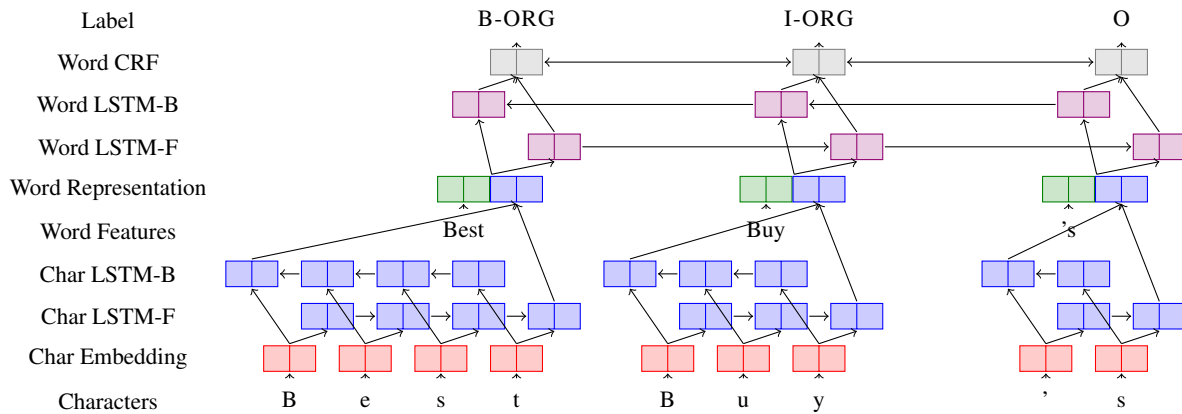 Label B-ORG I-ORG O
Word CRF
Word LSTM-B
Word LSTM-F
Word Representation
Word Features Best Buy 's
Char LSTM-B
Char LSTM-F
Char Embedding
Characters B e s t B u y ' s